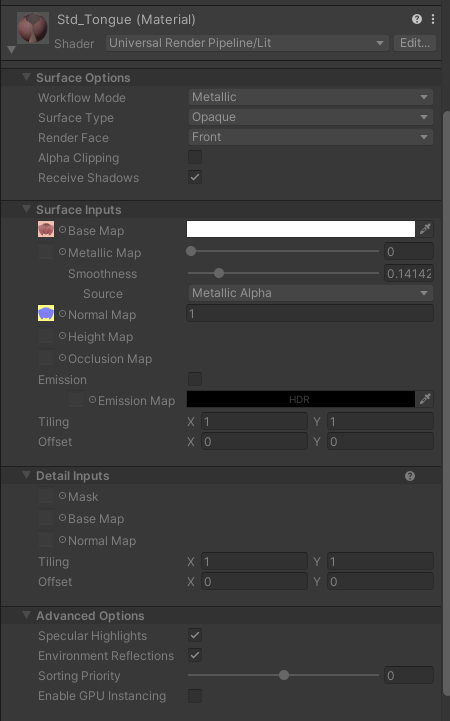 Std_Tongue (Material)
Shader Universal Render Pipeline/Lit Edit...
Surface Options
Workflow Mode Metallic
Surface Type Opaque
Render Face Front
Alpha Clipping
Receive Shadows
Surface Inputs
Base Map
Metallic Map 0
Smoothness 0.14142
Source Metallic Alpha
Normal Map 1
Height Map
Occlusion Map
Emission
Emission Map HDR
Tiling X 1 Y 1
Offset X 0 Y 0
Detail Inputs
Mask
Base Map
Normal Map
Tiling X 1 Y 1
Offset X 0 Y 0
Advanced Options
Specular Highlights
Environment Reflections
Sorting Priority 0
Enable GPU Instancing